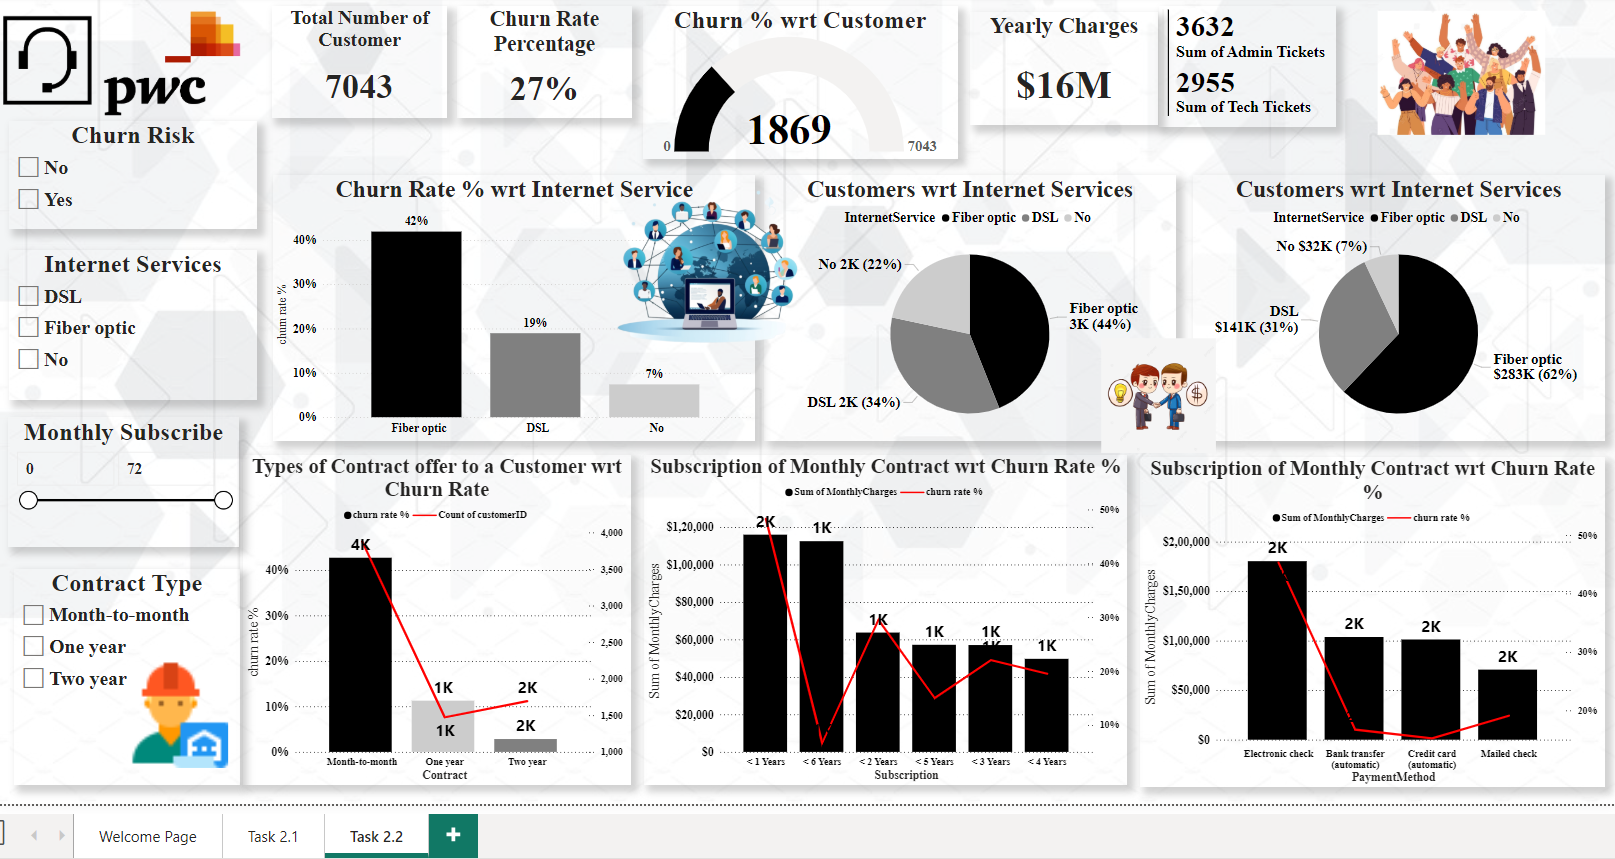 pwc
Total Number of
Customer
7043
Churn Rate
Percentage
27%
Churn % wrt Customer
1869
0
7043
Yearly Charges
$16M
3632
Sum of Admin Tickets
2955
Sum of Tech Tickets
Churn Risk
No
Yes
Internet Services
DSL
Fiber optic
No
Monthly Subscribe
0 72
Contract Type
Month-to-month
One year
Two year
Churn Rate % wrt Internet Service
churn rate %
40%
30%
20%
10%
0%
42%
19%
7%
Fiber optic DSL No
Customers wrt Internet Services
InternetService Fiber optic DSL No
No 2K (22%)
Fiber optic
3K (44%)
DSL 2K (34%)
Customers wrt Internet Services
InternetService Fiber optic DSL No
No $32K (7%)
DSL
$141K (31%)
Fiber optic
$283K (62%)
$
Types of Contract offer to a Customer wrt
Churn Rate
churn rate % Count of customerID
churn rate %
40%
30%
20%
10%
0%
4K
1K
1K
2K
2K
4,000
3,500
3,000
2,500
2,000
1,500
1,000
Month-to-month One year Two year
Contract
Subscription of Monthly Contract wrt Churn Rate %
Sum of MonthlyCharges churn rate %
Sum of MonthlyCharges
$1,20,000
$1,00,000
$80,000
$60,000
$40,000
$20,000
$0
2K
1K
1K
1K
1K
1K
1K
50%
40%
30%
20%
10%
< 1 Years < 6 Years < 2 Years < 5 Years < 3 Years < 4 Years
Subscription
Subscription of Monthly Contract wrt Churn Rate
%
Sum of MonthlyCharges churn rate %
Sum of MonthlyCharges
$2,00,000
$1,50,000
$1,00,000
$50,000
$0
2K
2K
2K
2K
50%
40%
30%
20%
Electronic check Bank transfer Credit card Mailed check
(automatic) (automatic)
PaymentMethod
Welcome Page Task 2.1 Task 2.2 +